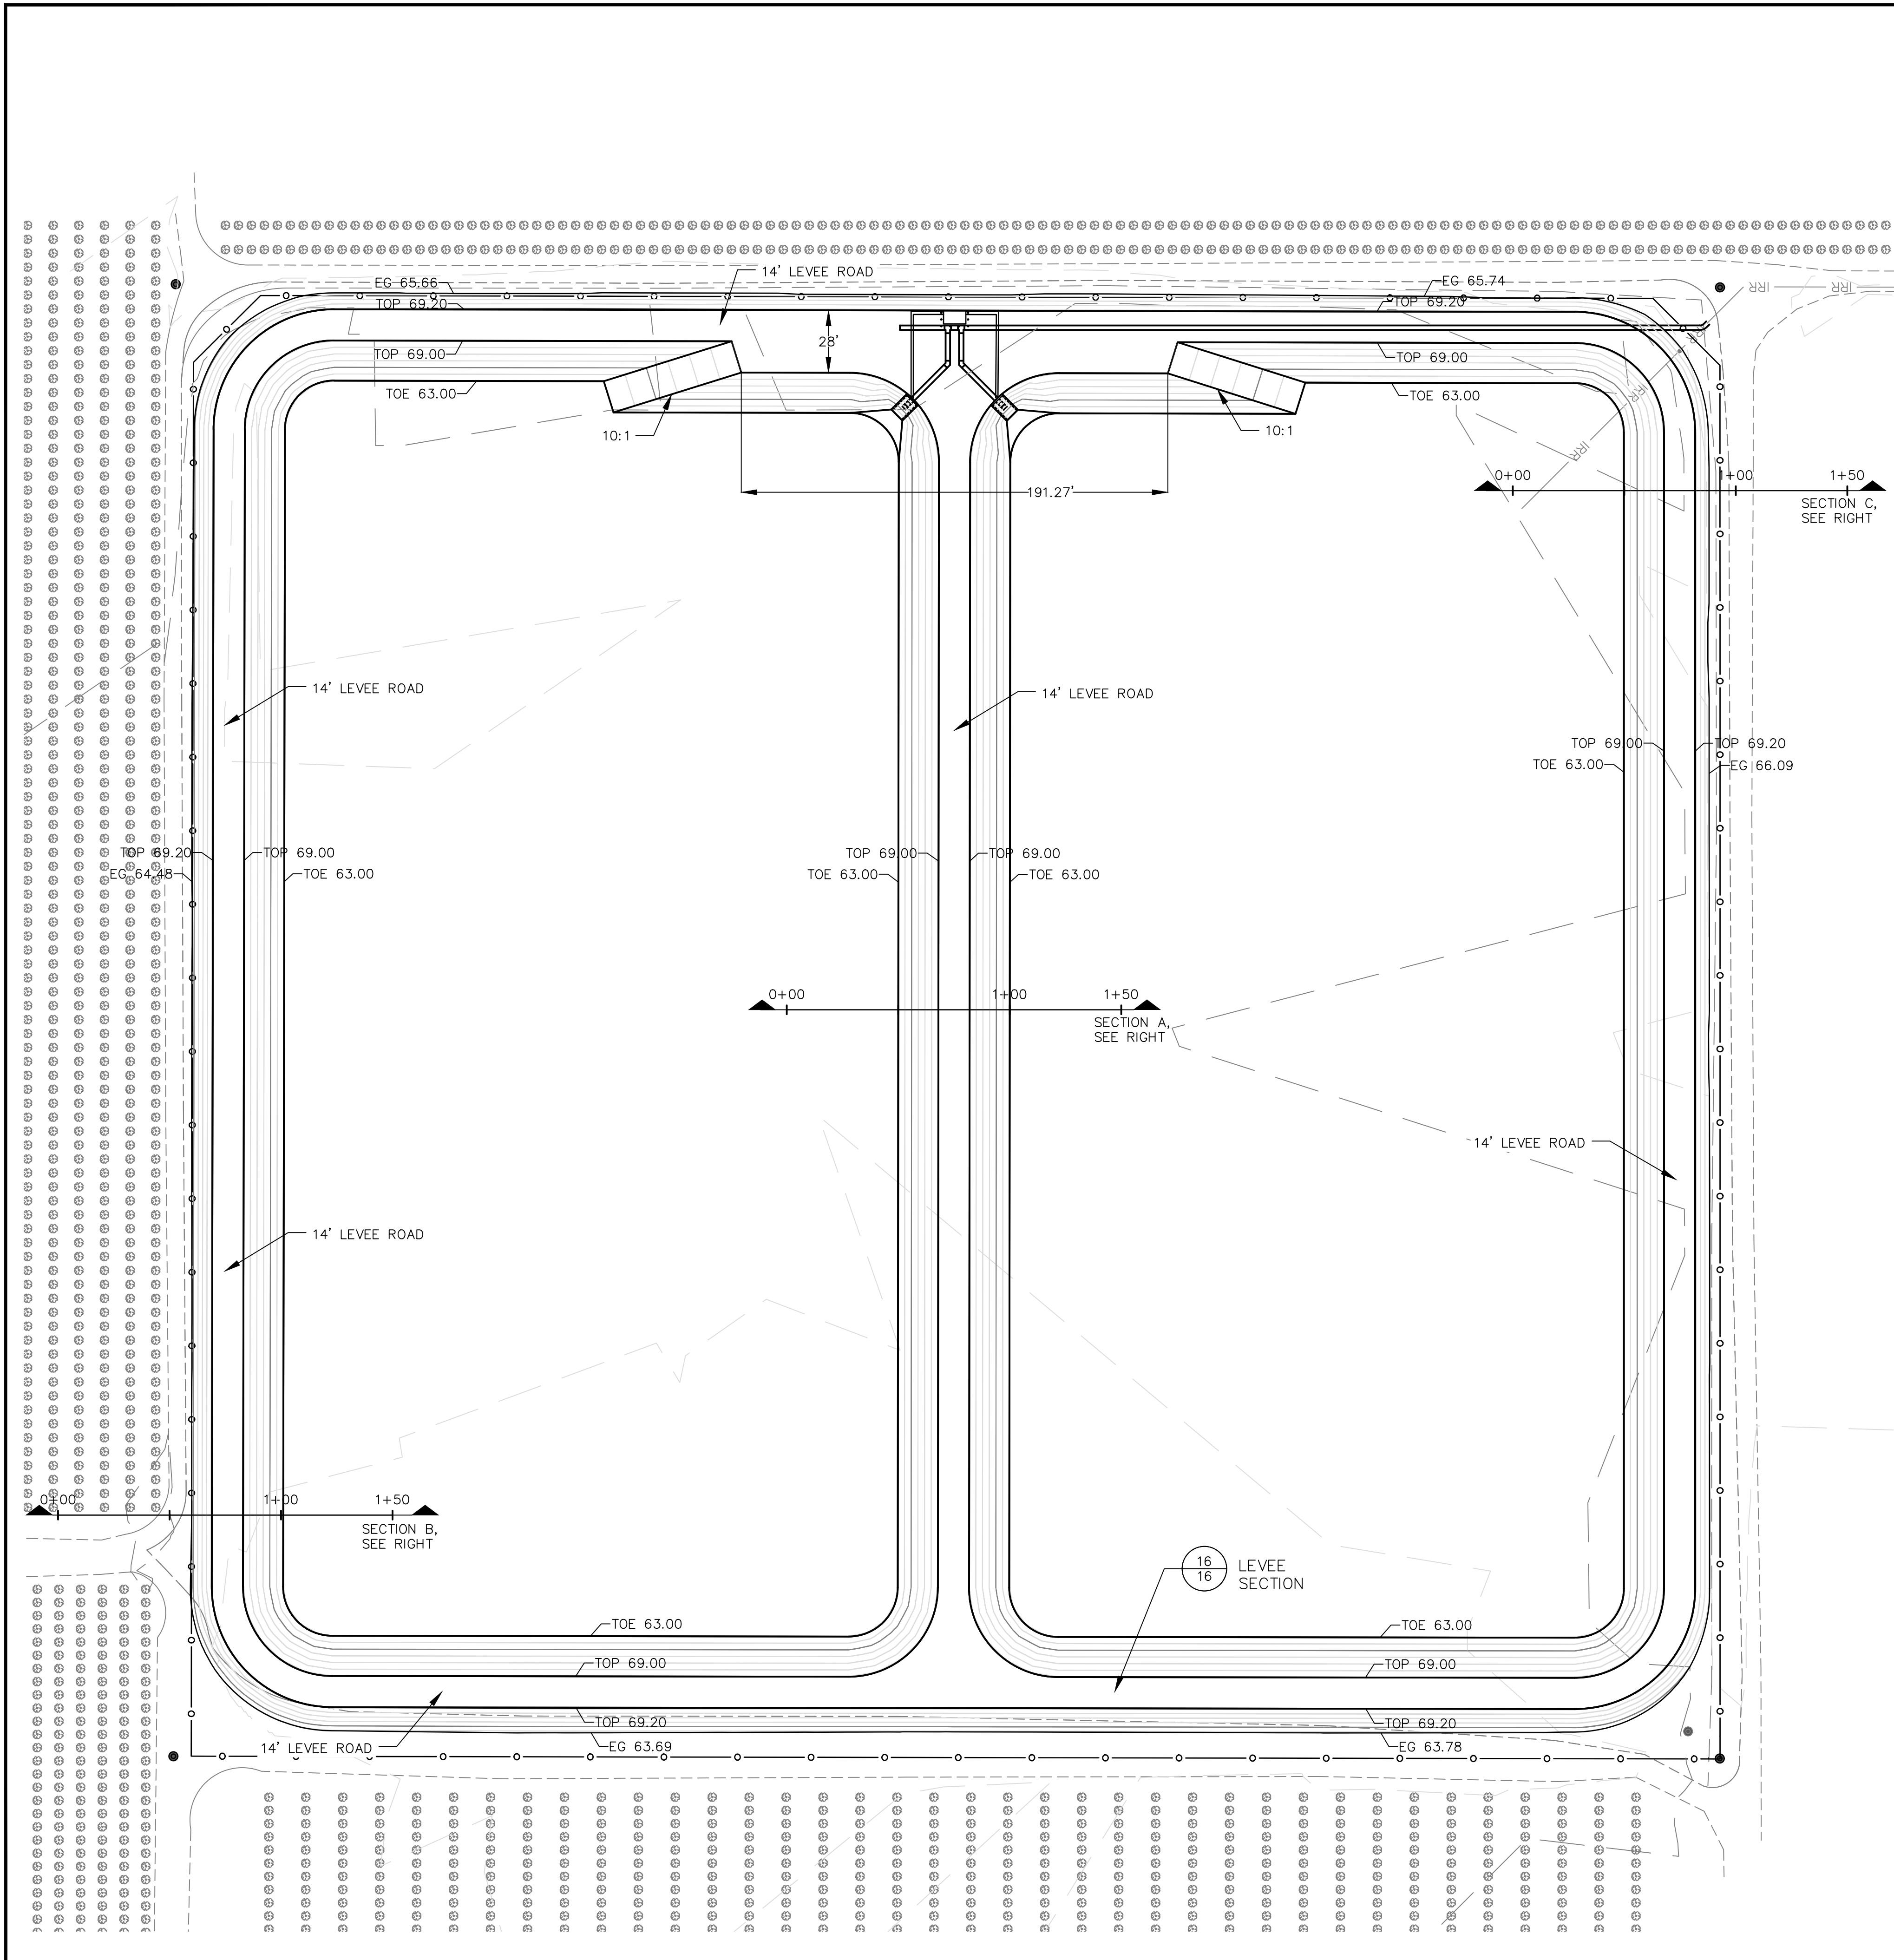 14' LEVEE ROAD
EG 65.66
EG 65.74
IRR
IRR
TOP 69.20
TOP 69.20
28'
IRR
TOP 69.00
TOP 69.00
TOE 63.00
TOE 63.00
IRR
10:1
10:1
IRR
191.27'
0+00
1+00
1+50
SECTION C,
SEE RIGHT
14' LEVEE ROAD
14' LEVEE ROAD
TOP 69.00
TOP 69.20
TOE 63.00
EG 66.09
TOP 69.20
TOP 69.00
TOP 69.00
TOP 69.00
EG 64.48
TOE 63.00
TOE 63.00
TOE 63.00
0+00
1+00
1+50
SECTION A,
SEE RIGHT
14' LEVEE ROAD
14' LEVEE ROAD
0+00
1+00
1+50
SECTION B,
SEE RIGHT
16
16
LEVEE
SECTION
TOE 63.00
TOE 63.00
TOP 69.00
TOP 69.00
TOP 69.20
TOP 69.20
14' LEVEE ROAD
EG 63.69
EG 63.78